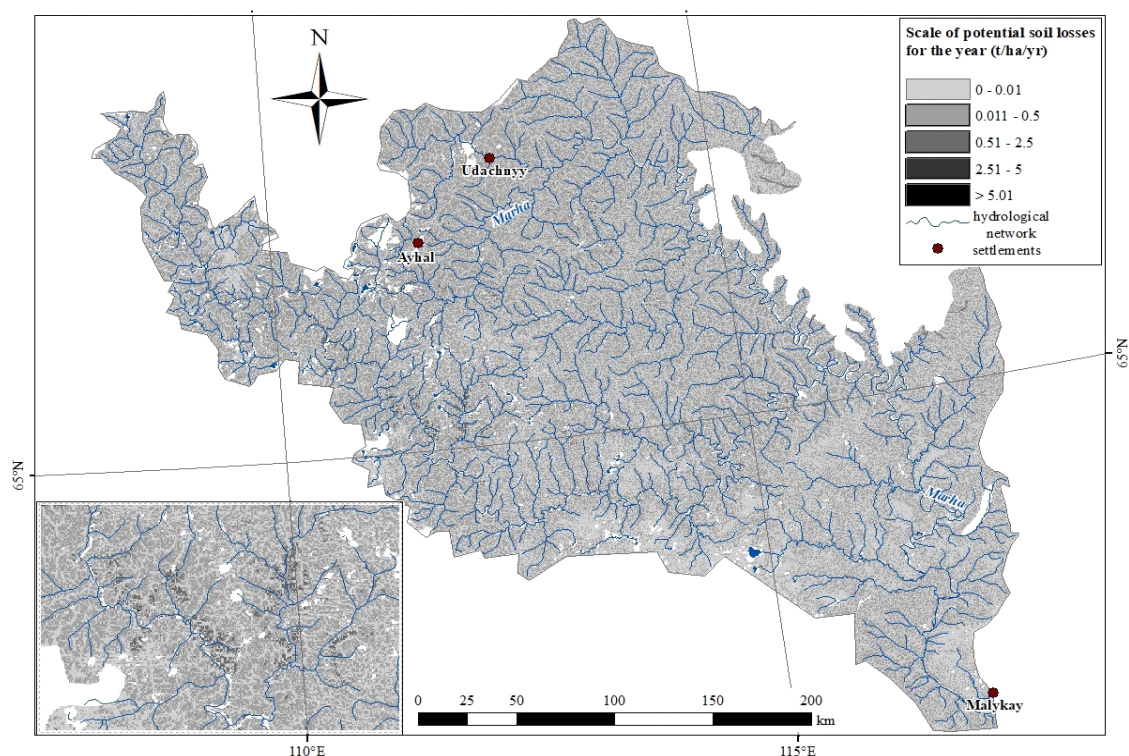 Scale of potential soil losses
for the year (t/ha/yr)
0 - 0.01
0.011 - 0.5
0.51 - 2.5
2.51 - 5
> 5.01
hydrological
network
settlements
N
Udachnyy
Marha
Ayhal
65°N
65°N
Marha
Malykay
0 25 50 100 150 200
km
110°E
115°E